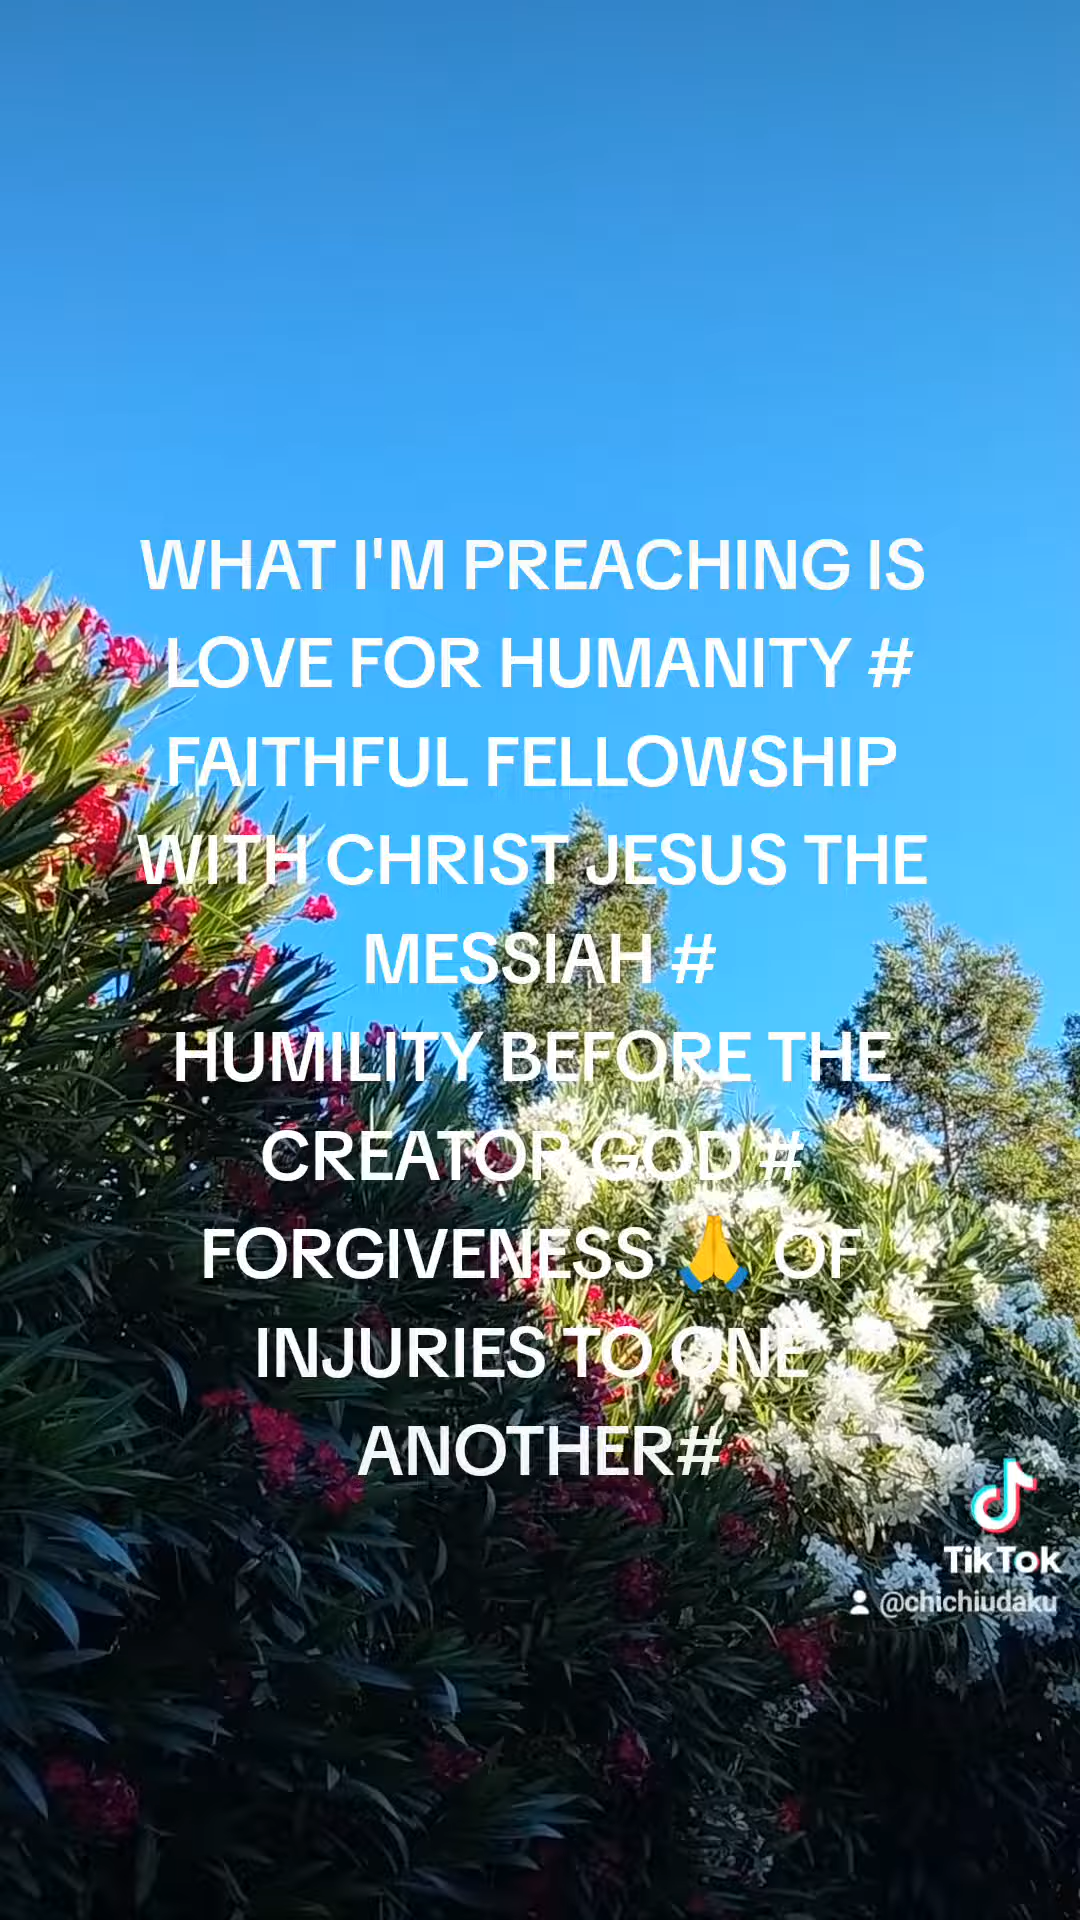 WHAT I'M PREACHING IS
LOVE FOR HUMANITY #
FAITHFUL FELLOWSHIP
WITH CHRIST JESUS THE
MESSIAH #
HUMILITY BEFORE THE
CREATOR GOD #
FORGIVENESS 🙏 OF
INJURIES TO ONE
ANOTHER#
TikTok
@chichiudaku